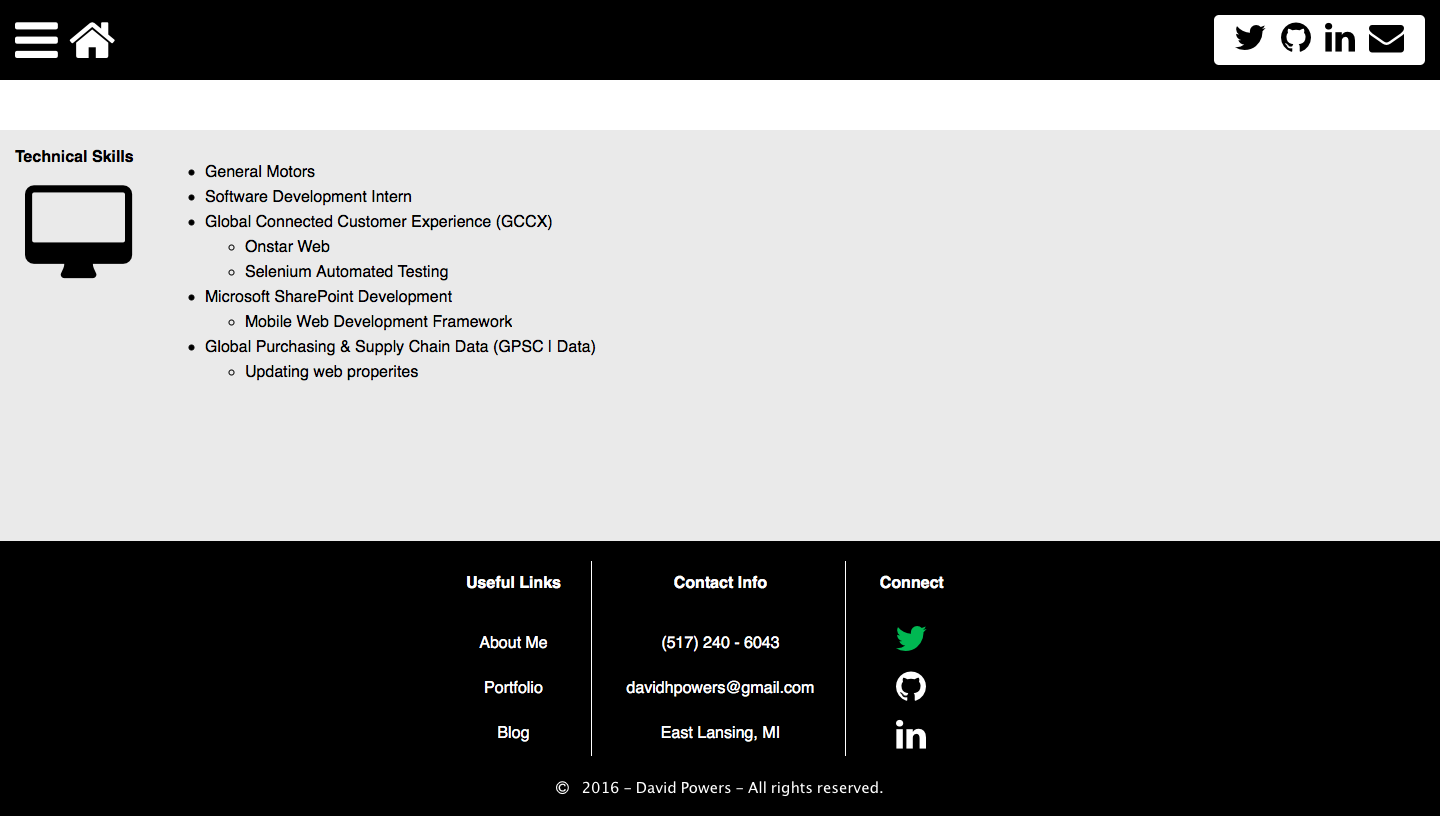 Technical Skills
General Motors
Software Development Intern
Global Connected Customer Experience (GCCX)
Onstar Web
Selenium Automated Testing
Microsoft SharePoint Development
Mobile Web Development Framework
Global Purchasing & Supply Chain Data (GPSC | Data)
Updating web properites
Useful Links
About Me
Portfolio
Blog
Contact Info
(517) 240 - 6043
davidhpowers@gmail.com
East Lansing, MI
Connect
© 2016 – David Powers – All rights reserved.